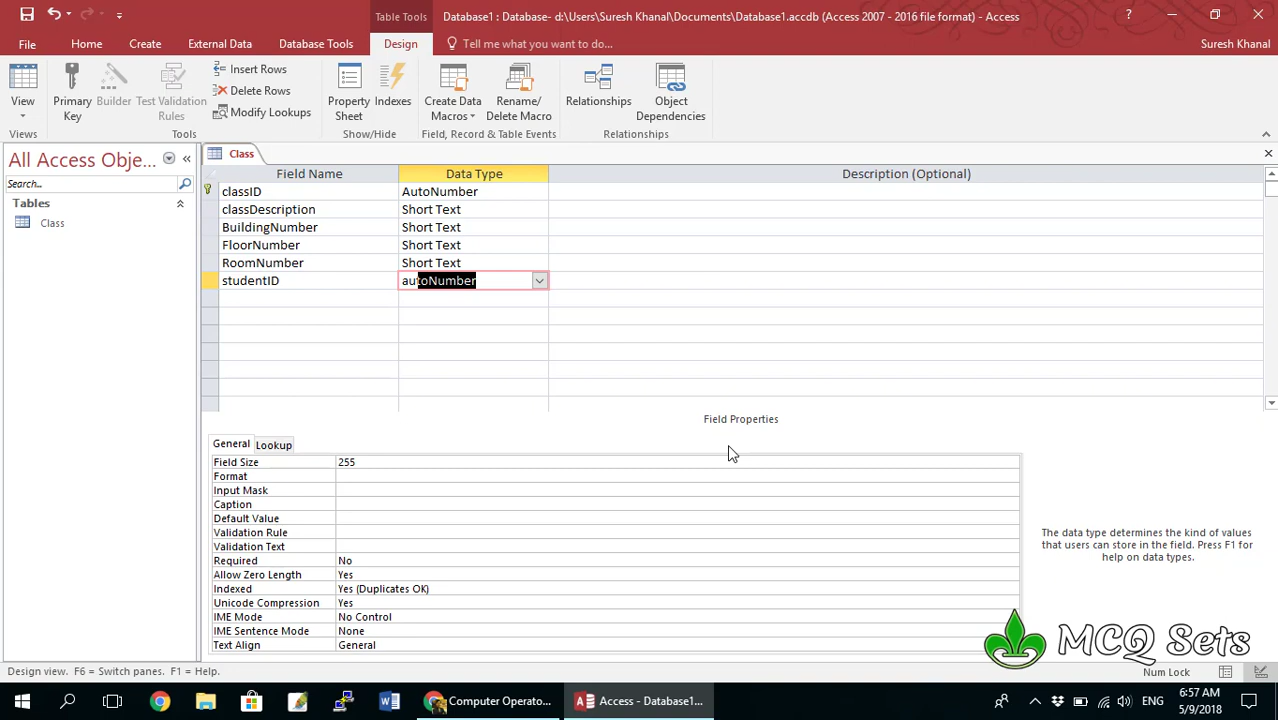 Table Tools
Database1 : Database- d:\Users\Suresh Khanal\Documents\Database1.accdb (Access 2007 - 2016 file format) - Access
File Home Create External Data Database Tools Design Tell me what you want to do... Suresh Khanal
View
Primary Key
Builder
Test Validation Rules
Insert Rows
Delete Rows
Modify Lookups
Property Sheet
Indexes
Create Data Macros
Rename/ Delete Macro
Relationships
Object Dependencies
Views Tools Show/Hide Field, Record & Table Events Relationships
All Access Obje...
Search...
Tables
Class
Class
Field Name Data Type Description (Optional)
classID AutoNumber
classDescription Short Text
BuildingNumber Short Text
FloorNumber Short Text
RoomNumber Short Text
studentID autoNumber
Field Properties
General Lookup
Field Size 255
Format
Input Mask
Caption
Default Value
Validation Rule
Validation Text
Required No
Allow Zero Length Yes
Indexed Yes (Duplicates OK)
Unicode Compression Yes
IME Mode No Control
IME Sentence Mode None
Text Align General
The data type determines the kind of values
that users can store in the field. Press F1 for
help on data types.
MCQ Sets
Design view. F6 = Switch panes. F1 = Help. Num Lock
Computer Operato... Access - Database1... ENG 6:57 AM
5/9/2018